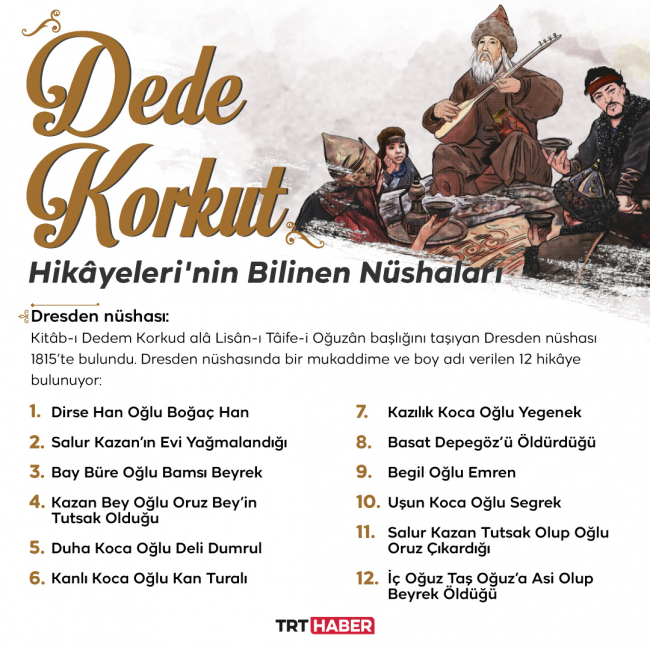 Dede
Korkut
Hikâyeleri'nin Bilinen Nüshaları
Dresden nüshası:
Kitâb-ı Dedem Korkud alâ Lisân-ı Tâife-i Oğuzân başlığını taşıyan Dresden nüshası
1815'te bulundu. Dresden nüshasında bir mukaddime ve boy adı verilen 12 hikâye
bulunuyor:
1. Dirse Han Oğlu Boğaç Han
2. Salur Kazan'ın Evi Yağmalandığı
3. Bay Büre Oğlu Bamsı Beyrek
4. Kazan Bey Oğlu Oruz Bey'in
Tutsak Olduğu
5. Duha Koca Oğlu Deli Dumrul
6. Kanlı Koca Oğlu Kan Turalı
7. Kazılık Koca Oğlu Yegenek
8. Basat Depegöz'ü Öldürdüğü
9. Begil Oğlu Emren
10. Uşun Koca Oğlu Segrek
11. Salur Kazan Tutsak Olup Oğlu
Oruz Çıkardığı
12. İç Oğuz Taş Oğuz'a Asi Olup
Beyrek Öldüğü
TRT HABER